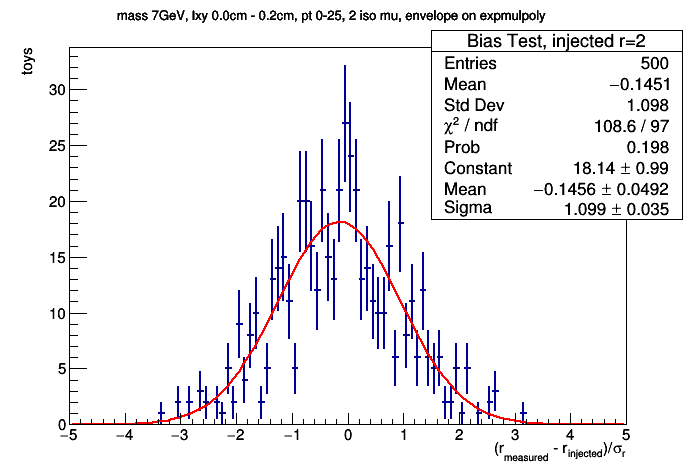 mass 7GeV, lxy 0.0cm - 0.2cm, pt 0-25, 2 iso mu, envelope on expmulpoly
toys
Bias Test, injected r=2
Entries 500
Mean −0.1451
Std Dev 1.098
χ² / ndf 108.6 / 97
Prob 0.198
Constant 18.14 ± 0.99
Mean −0.1456 ± 0.0492
Sigma 1.099 ± 0.035
30
25
20
15
10
5
0
−5 −4 −3 −2 −1 0 1 2 3 4 5
(r_measured - r_injected)/σ_r